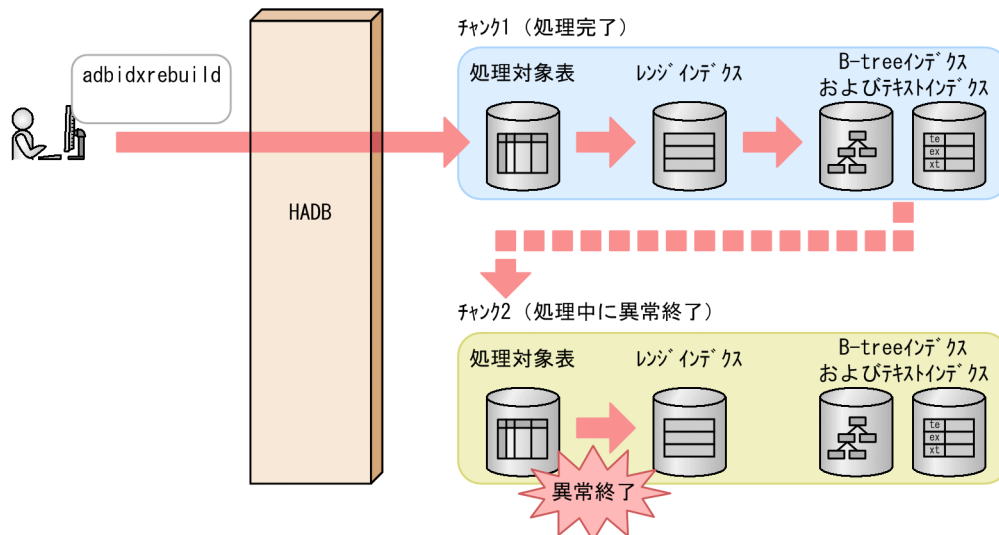 adbidxrebuild
HADB
ﾁｬﾝｸ1（処理完了）
処理対象表
ﾚﾝｼﾞｲﾝﾃﾞｸｽ
B-treeｲﾝﾃﾞｸｽ
およびﾃｷｽﾄｲﾝﾃﾞｸｽ
te
ex
xt
ﾁｬﾝｸ2（処理中に異常終了）
処理対象表
ﾚﾝｼﾞｲﾝﾃﾞｸｽ
B-treeｲﾝﾃﾞｸｽ
およびﾃｷｽﾄｲﾝﾃﾞｸｽ
te
ex
xt
異常終了